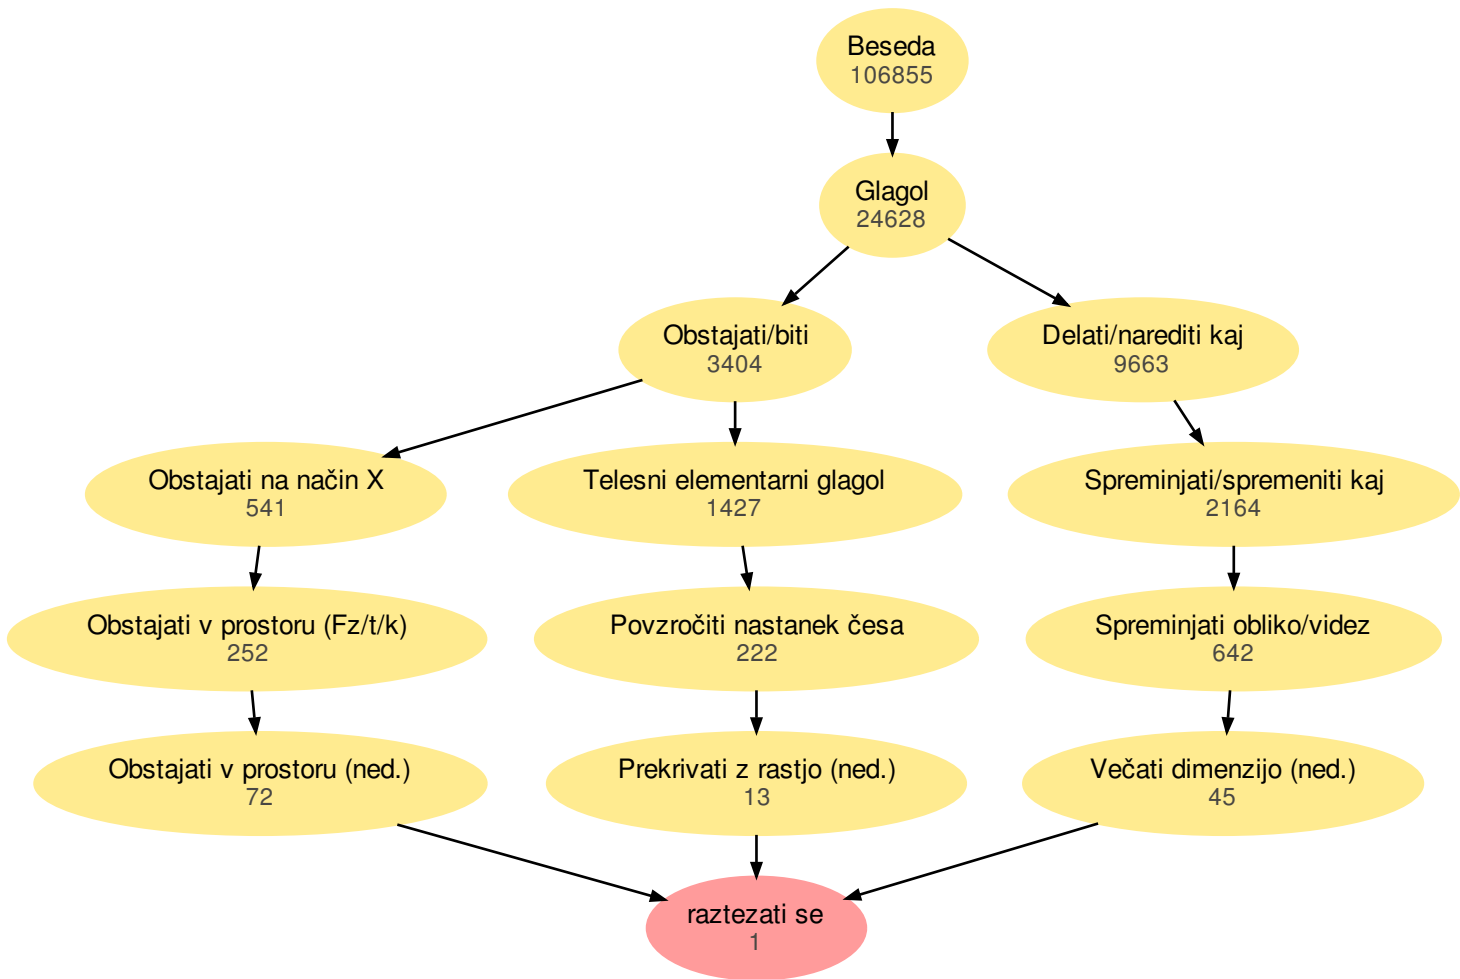 Beseda
106855
Glagol
24628
Obstajati/biti
3404
Delati/narediti kaj
9663
Obstajati na način X
541
Telesni elementarni glagol
1427
Spreminjati/spremeniti kaj
2164
Obstajati v prostoru (Fz/t/k)
252
Povzročiti nastanek česa
222
Spreminjati obliko/videz
642
Obstajati v prostoru (ned.)
72
Prekrivati z rastjo (ned.)
13
Večati dimenzijo (ned.)
45
raztezati se
1